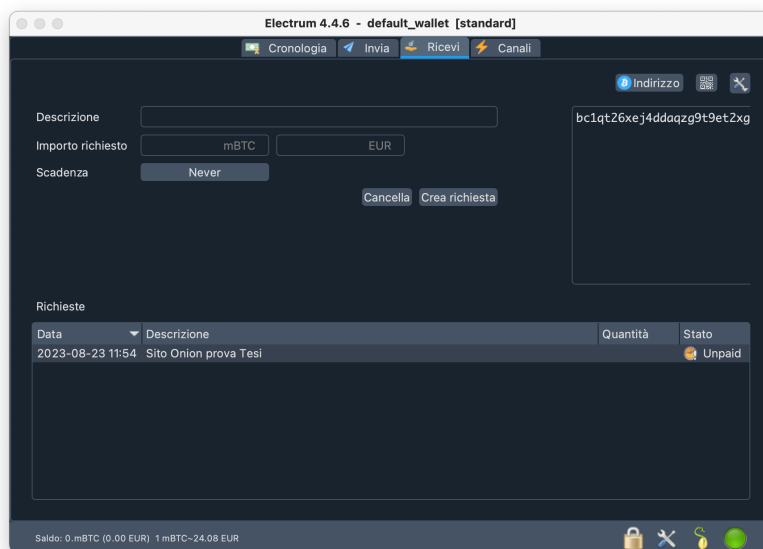 Electrum 4.4.6 - default_wallet [standard]
Cronologia Invia Ricevi Canali
Indirizzo
Descrizione
bc1qt26xej4ddaqzg9t9et2xg
Importo richiesto mBTC EUR
Scadenza Never
Cancella Crea richiesta
Richieste
Data Descrizione Quantità Stato
2023-08-23 11:54 Sito Onion prova Tesi Unpaid
Saldo: 0.mBTC (0.00 EUR) 1 mBTC~24.08 EUR